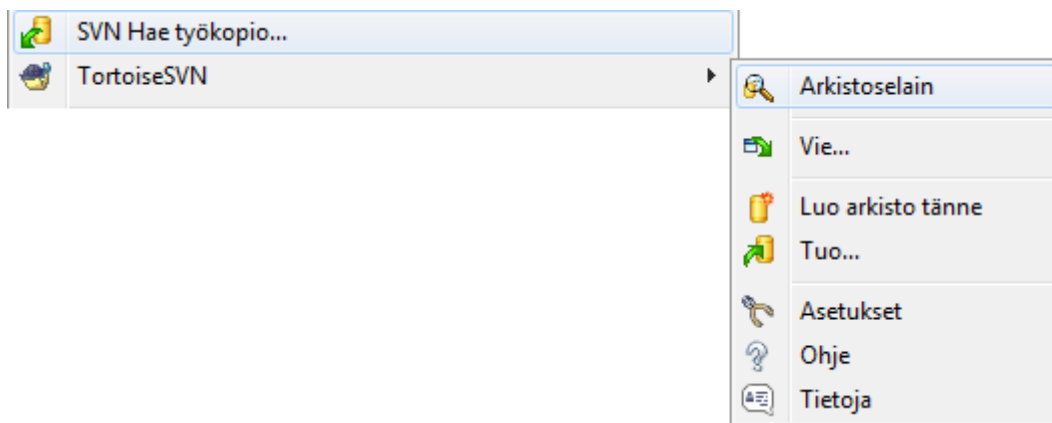 SVN Hae työkopio...
TortoiseSVN
Arkistoselain
Vie...
Luo arkisto tänne
Tuo...
Asetukset
Ohje
Tietoja